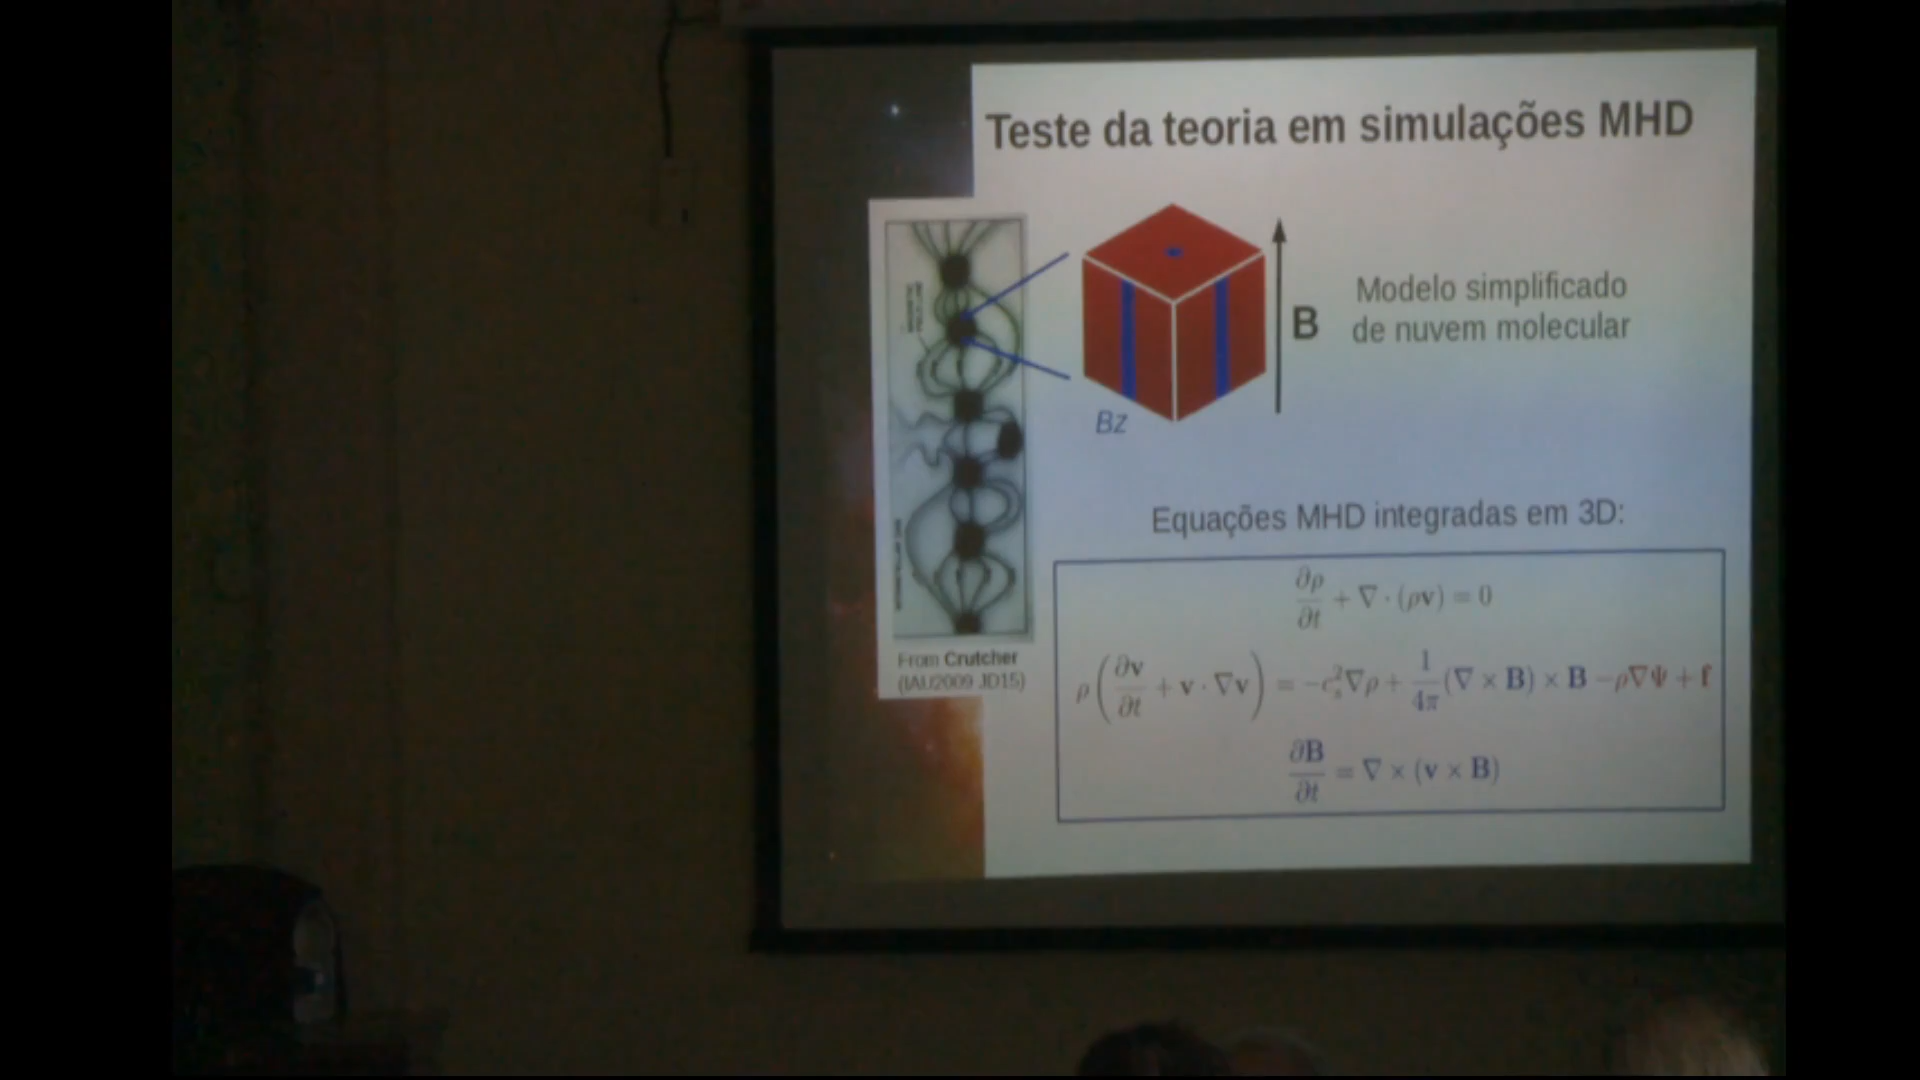 Teste da teoria em simulações MHD
B
Modelo simplificado
de nuvem molecular
Bz
From Crutcher
(IAU2009 JD15)
Equações MHD integradas em 3D:
∂ρ/∂t + ∇ · (ρv) = 0
ρ(∂v/∂t + v · ∇v) = −c²ₛ∇ρ + 1/4π (∇ × B) × B −ρ∇Ψ + f
∂B/∂t = ∇ × (v × B)